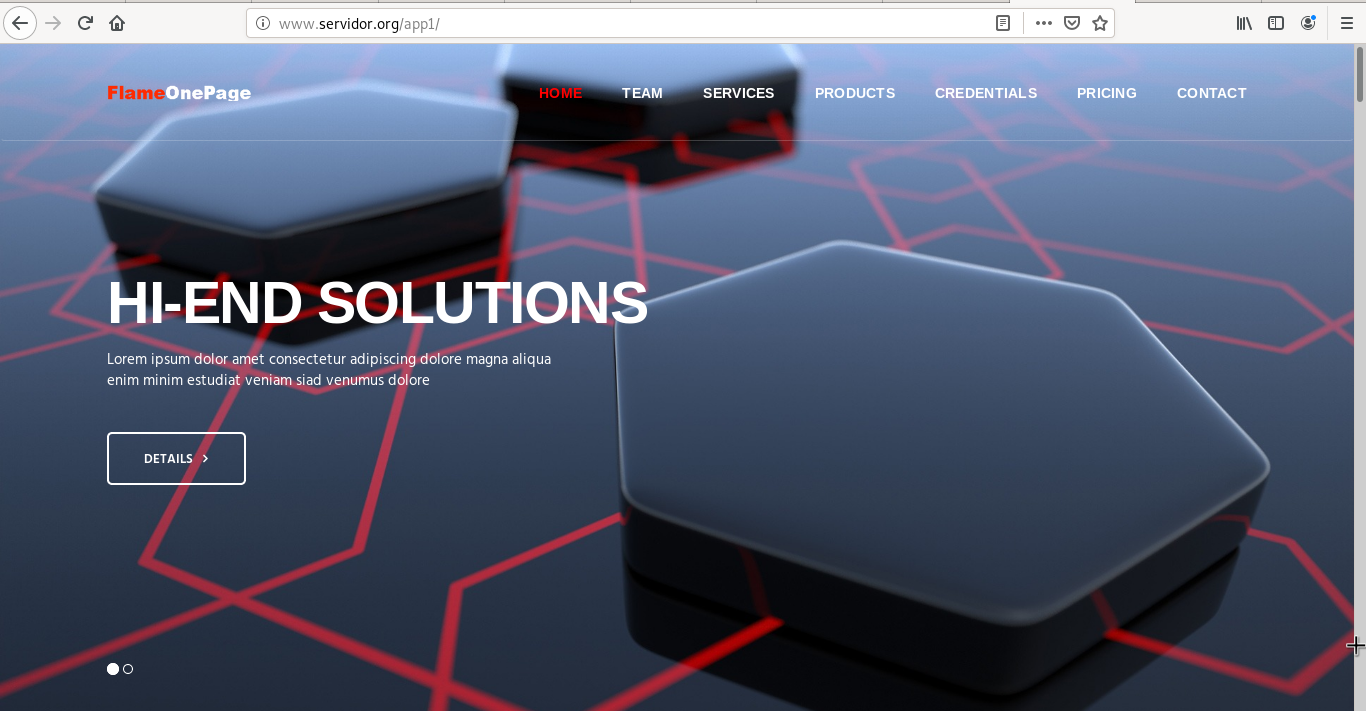 www.servidor.org/app1/
FlameOnePage
HOME TEAM SERVICES PRODUCTS CREDENTIALS PRICING CONTACT
HI-END SOLUTIONS
Lorem ipsum dolor amet consectetur adipiscing dolore magna aliqua
enim minim estudiat veniam siad venumus dolore
DETAILS